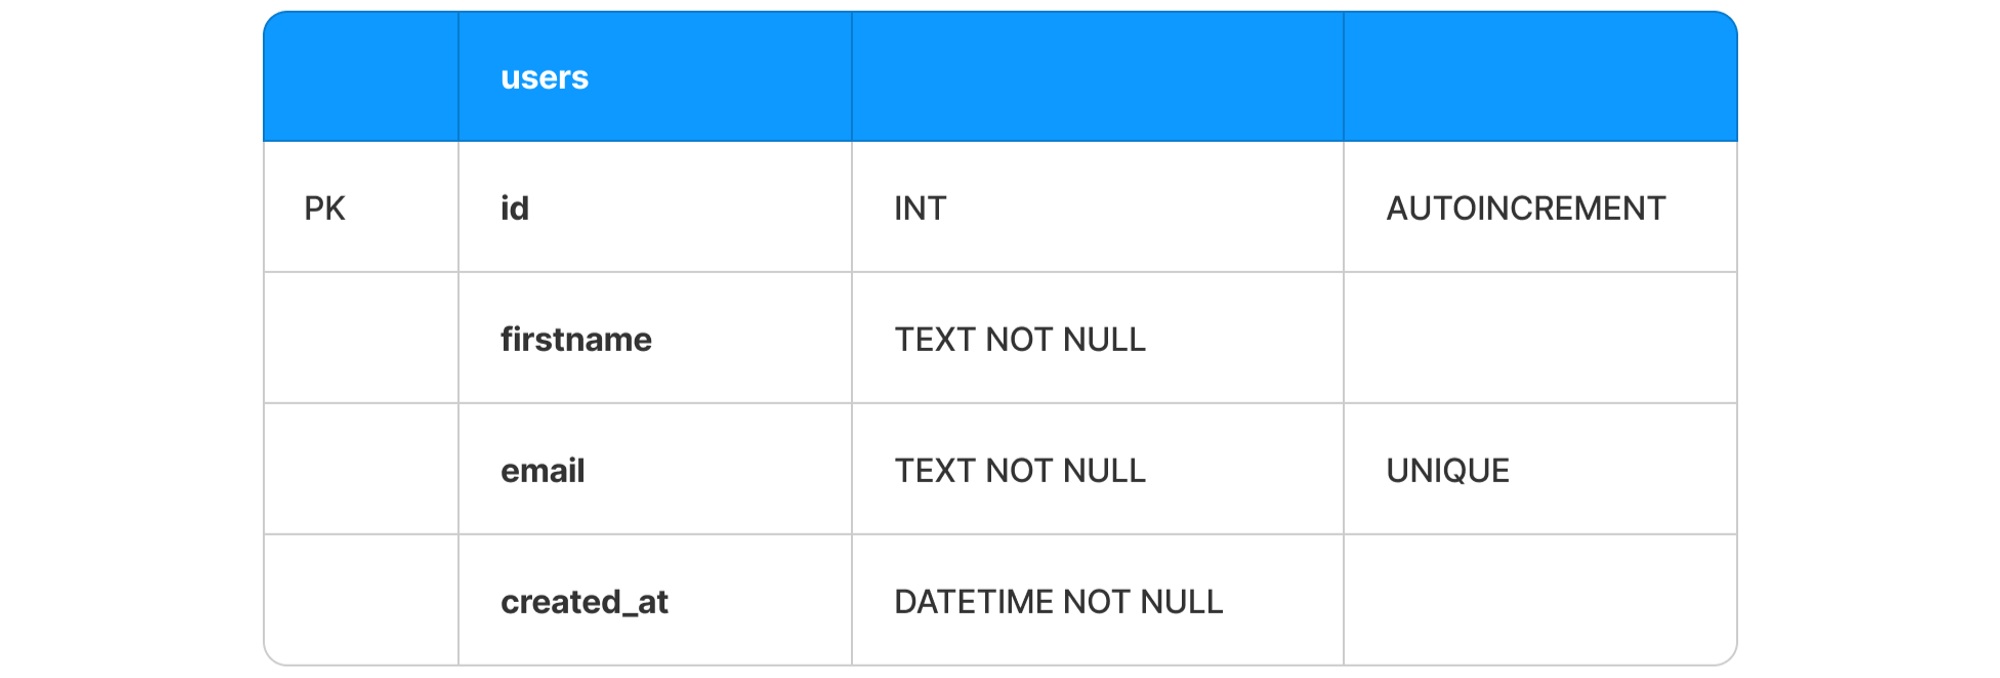 users
PK id INT AUTOINCREMENT
firstname TEXT NOT NULL
email TEXT NOT NULL UNIQUE
created_at DATETIME NOT NULL